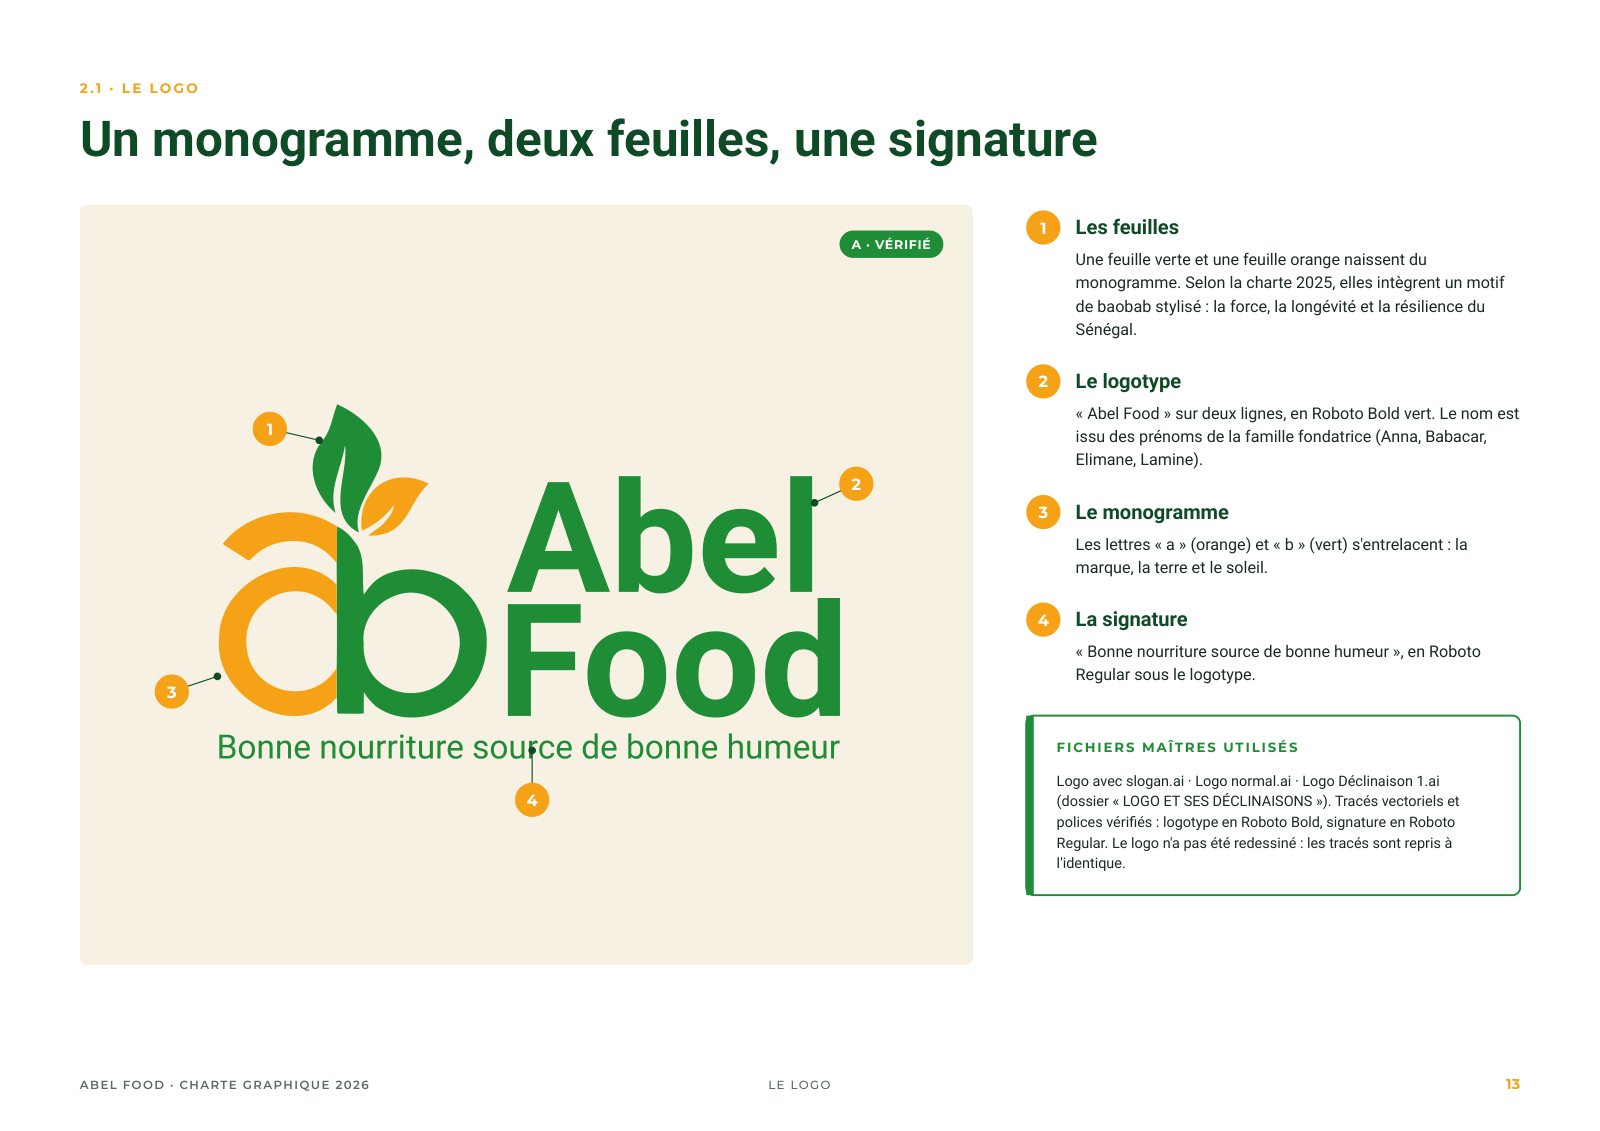 2.1 · LE LOGO
Un monogramme, deux feuilles, une signature
A · VÉRIFIÉ
1
2
Abel
Food
3
Bonne nourriture source de bonne humeur
4
1 Les feuilles
Une feuille verte et une feuille orange naissent du
monogramme. Selon la charte 2025, elles intègrent un motif
de baobab stylisé : la force, la longévité et la résilience du
Sénégal.
2 Le logotype
« Abel Food » sur deux lignes, en Roboto Bold vert. Le nom est
issu des prénoms de la famille fondatrice (Anna, Babacar,
Elimane, Lamine).
3 Le monogramme
Les lettres « a » (orange) et « b » (vert) s'entrelacent : la
marque, la terre et le soleil.
4 La signature
« Bonne nourriture source de bonne humeur », en Roboto
Regular sous le logotype.
FICHIERS MAÎTRES UTILISÉS
Logo avec slogan.ai · Logo normal.ai · Logo Déclinaison 1.ai
(dossier « LOGO ET SES DÉCLINAISONS »). Tracés vectoriels et
polices vérifiés : logotype en Roboto Bold, signature en Roboto
Regular. Le logo n'a pas été redessiné : les tracés sont repris à
l'identique.
ABEL FOOD · CHARTE GRAPHIQUE 2026
LE LOGO
13